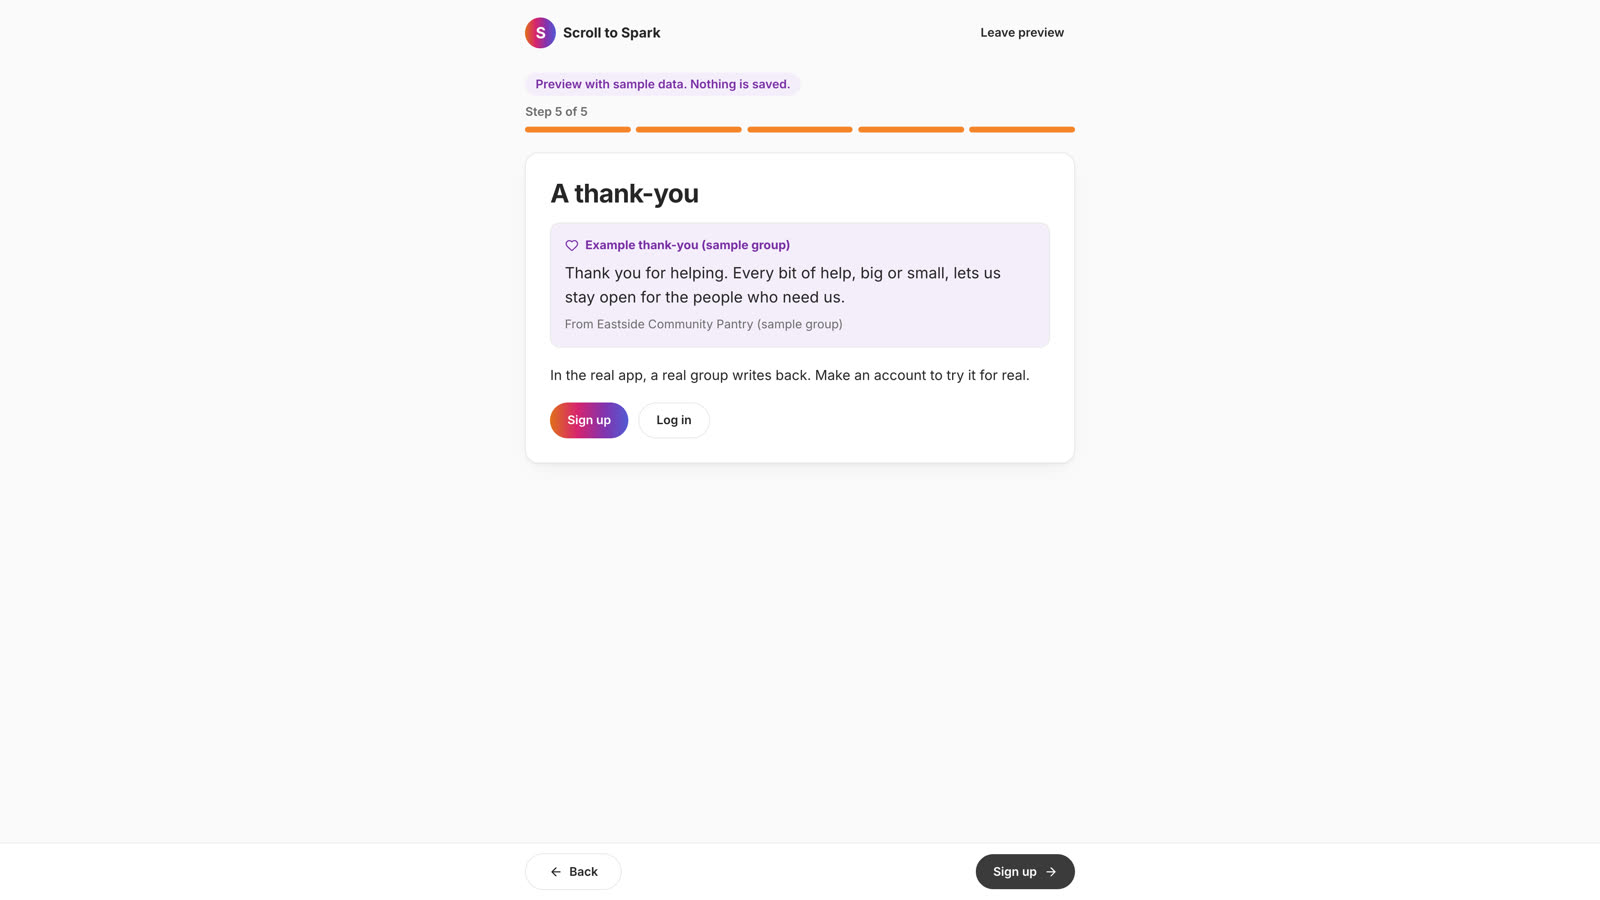 S Scroll to Spark
Leave preview
Preview with sample data. Nothing is saved.
Step 5 of 5
A thank-you
Example thank-you (sample group)
Thank you for helping. Every bit of help, big or small, lets us
stay open for the people who need us.
From Eastside Community Pantry (sample group)
In the real app, a real group writes back. Make an account to try it for real.
Sign up
Log in
Back
Sign up